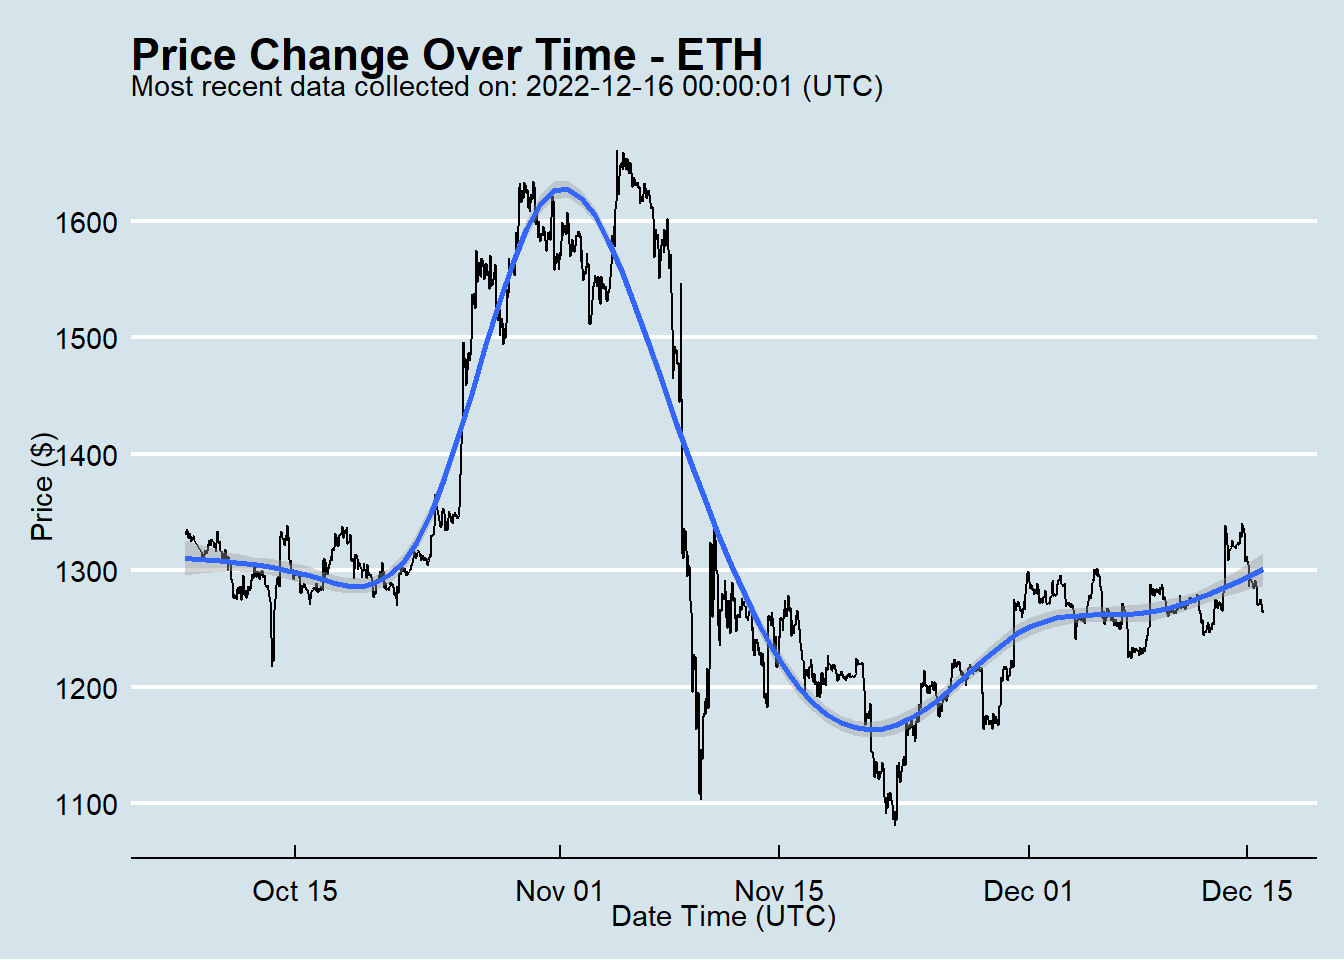 Price Change Over Time - ETH
Most recent data collected on: 2022-12-16 00:00:01 (UTC)
Price ($)
1600
1500
1400
1300
1200
1100
Oct 15 Nov 01 Nov 15 Dec 01 Dec 15
Date Time (UTC)